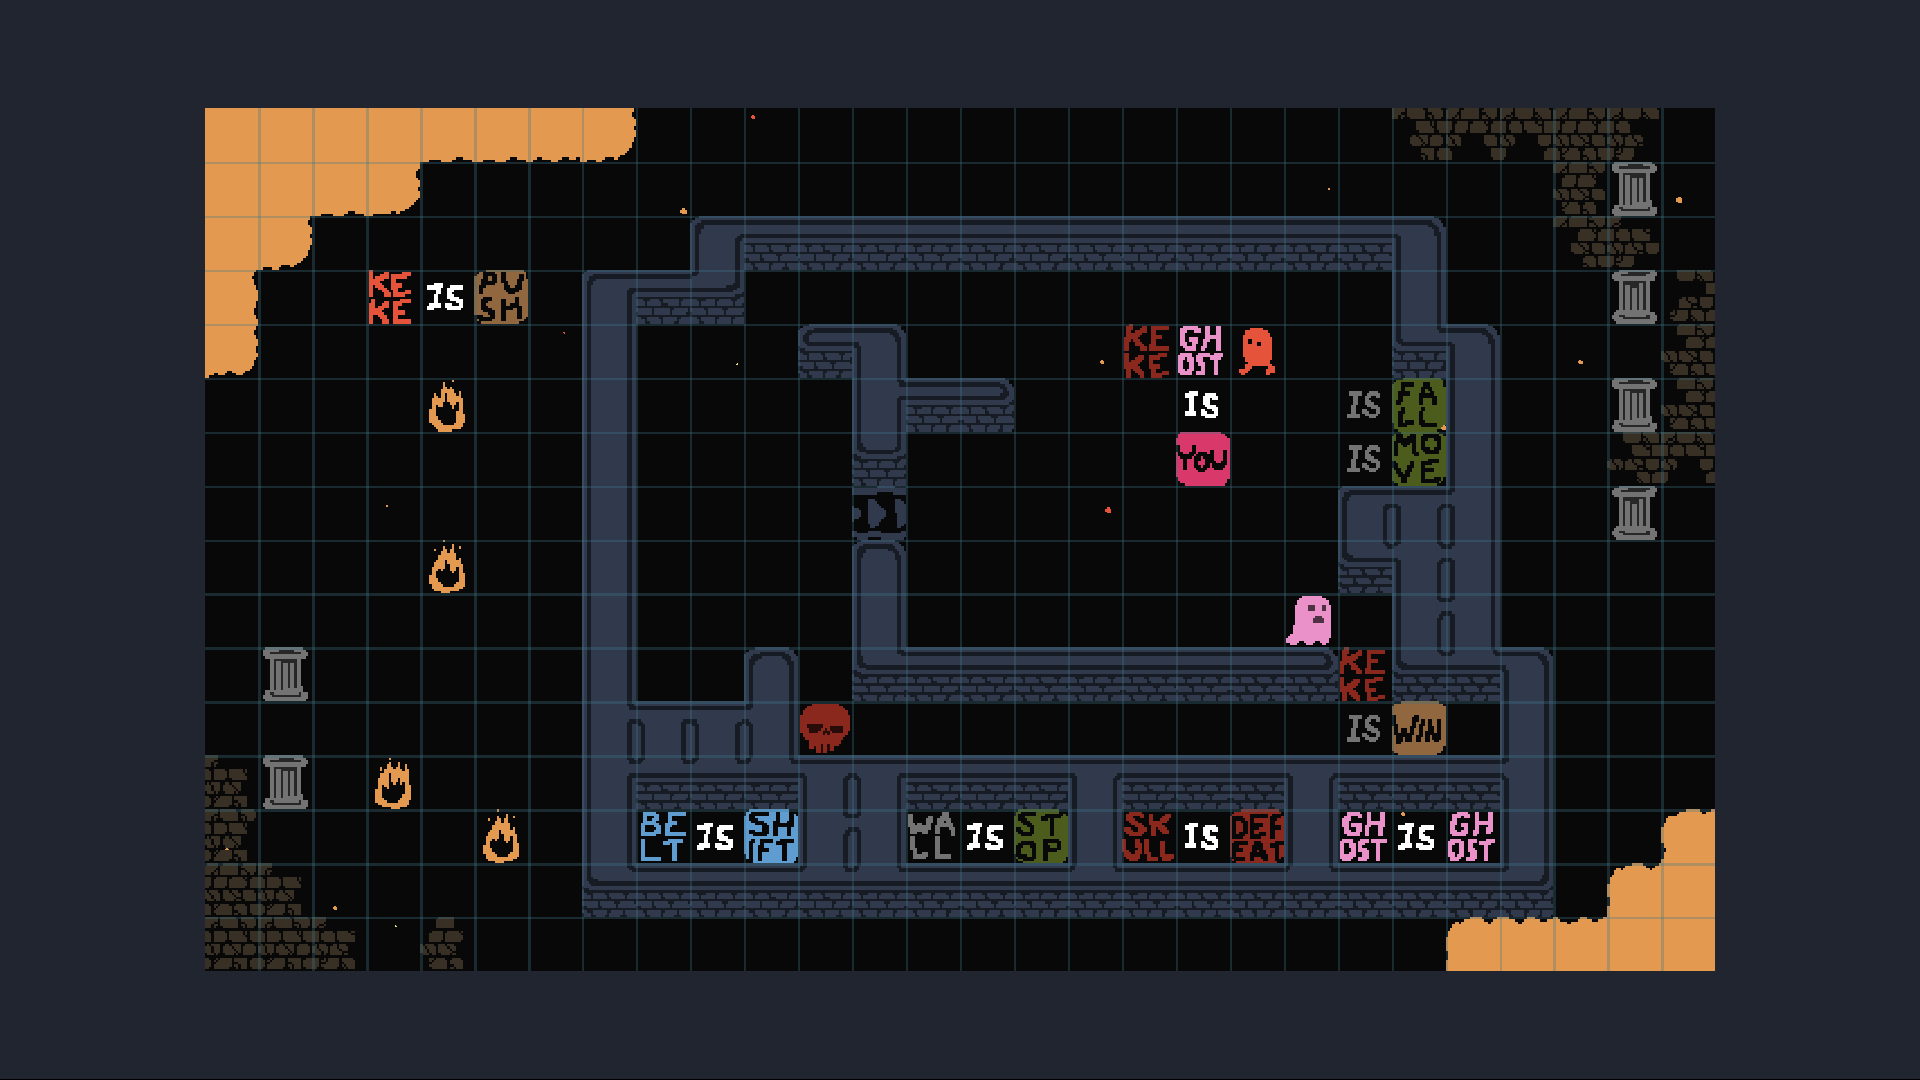 KEKE IS PUSH
KEKE GHOST
IS IS FALL
YOU IS MOVE
KEKE
IS WIN
BELT IS SHIFT WALL IS STOP SKULL IS DEFEAT GHOST IS GHOST